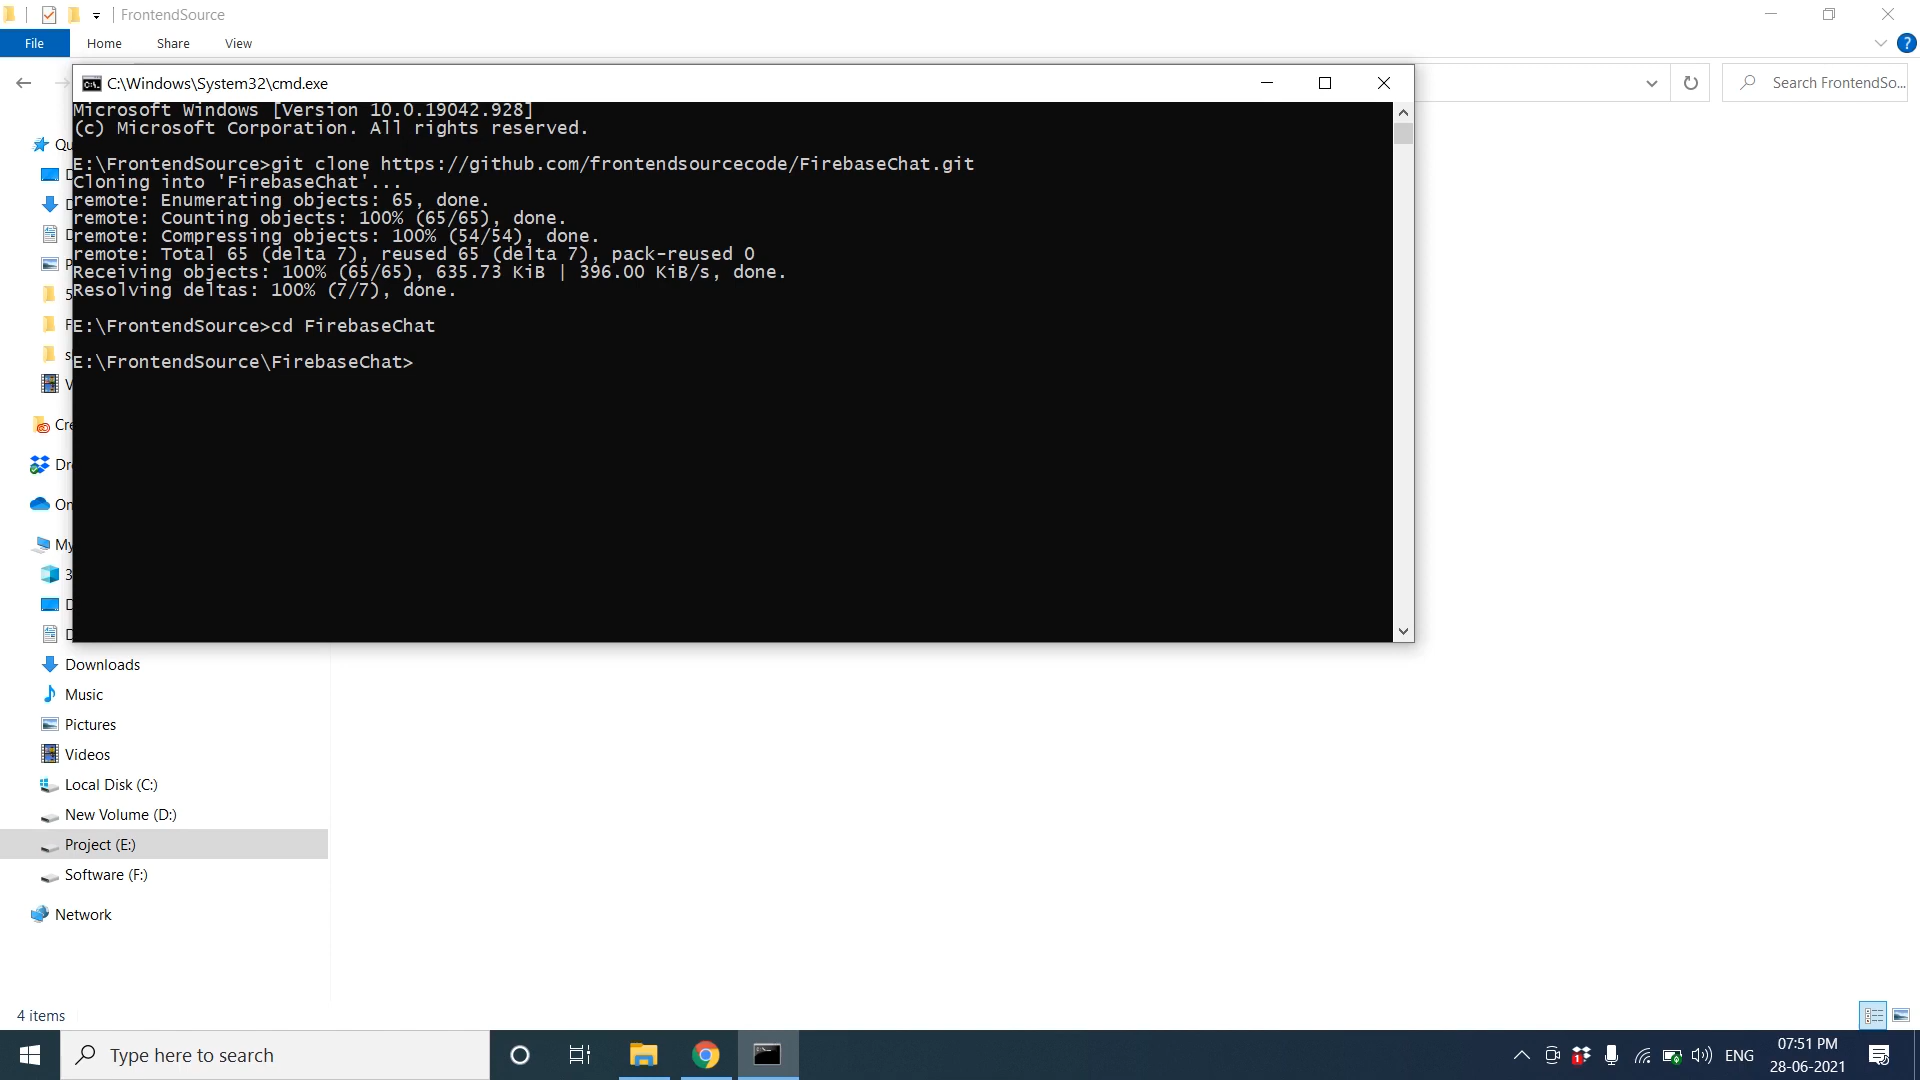 FrontendSource
File Home Share View
C:\Windows\System32\cmd.exe
Search FrontendSo...
Microsoft Windows [Version 10.0.19042.928]
(c) Microsoft Corporation. All rights reserved.
E:\FrontendSource>git clone https://github.com/frontendsourcecode/FirebaseChat.git
Cloning into 'FirebaseChat'...
remote: Enumerating objects: 65, done.
remote: Counting objects: 100% (65/65), done.
remote: Compressing objects: 100% (54/54), done.
remote: Total 65 (delta 7), reused 65 (delta 7), pack-reused 0
Receiving objects: 100% (65/65), 635.73 KiB | 396.00 KiB/s, done.
Resolving deltas: 100% (7/7), done.
E:\FrontendSource>cd FirebaseChat
E:\FrontendSource\FirebaseChat>
Downloads
Music
Pictures
Videos
Local Disk (C:)
New Volume (D:)
Project (E:)
Software (F:)
Network
4 items
Type here to search
ENG
07:51 PM
28-06-2021